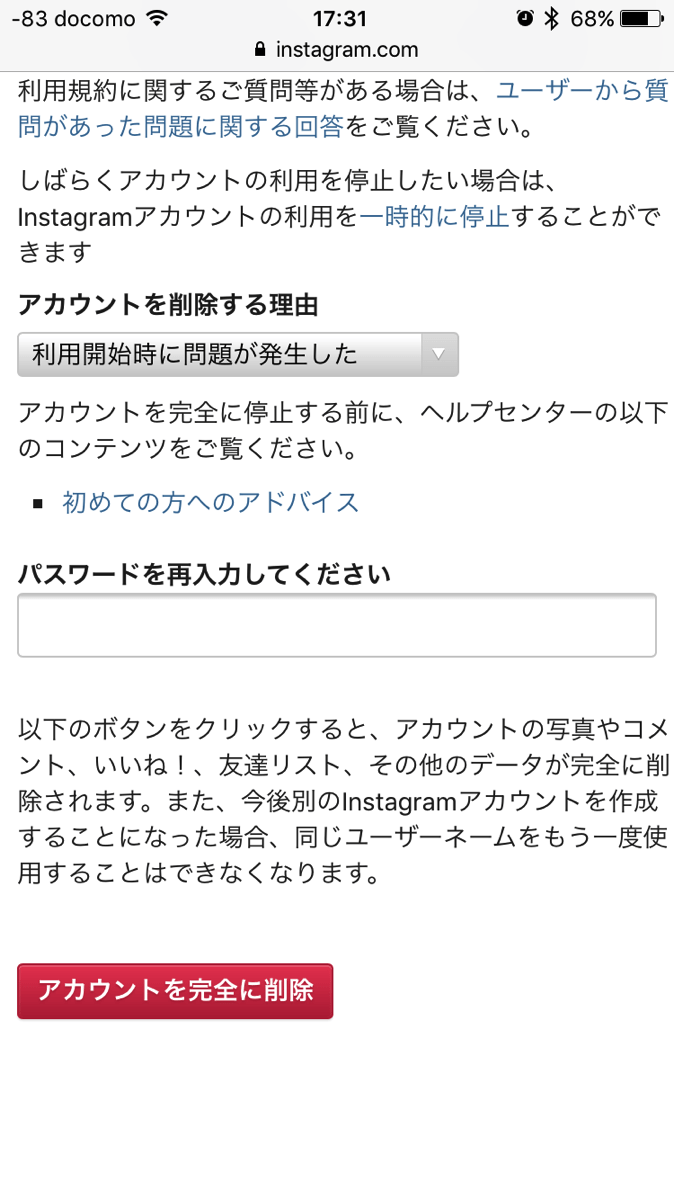 -83 docomo 17:31 68%
instagram.com
利用規約に関するご質問等がある場合は、ユーザーから質
問があった問題に関する回答をご覧ください。
しばらくアカウントの利用を停止したい場合は、
Instagramアカウントの利用を一時的に停止することがで
きます
アカウントを削除する理由
利用開始時に問題が発生した
アカウントを完全に停止する前に、ヘルプセンターの以下
のコンテンツをご覧ください。
初めての方へのアドバイス
パスワードを再入力してください
以下のボタンをクリックすると、アカウントの写真やコメ
ント、いいね！、友達リスト、その他のデータが完全に削
除されます。また、今後別のInstagramアカウントを作成
することになった場合、同じユーザーネームをもう一度使
用することはできなくなります。
アカウントを完全に削除